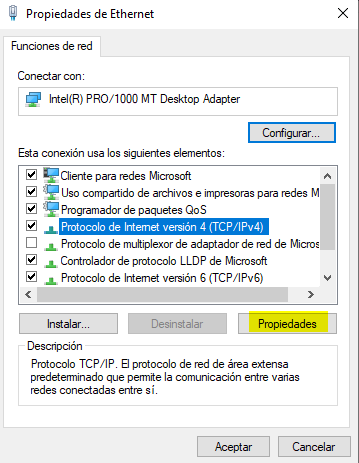 Propiedades de Ethernet
Funciones de red
Conectar con:
Intel(R) PRO/1000 MT Desktop Adapter
Configurar...
Esta conexión usa los siguientes elementos:
Cliente para redes Microsoft
Uso compartido de archivos e impresoras para redes M
Programador de paquetes QoS
Protocolo de Internet versión 4 (TCP/IPv4)
Protocolo de multiplexor de adaptador de red de Micros
Controlador de protocolo LLDP de Microsoft
Protocolo de Internet versión 6 (TCP/IPv6)
Instalar... Desinstalar Propiedades
Descripción
Protocolo TCP/IP. El protocolo de red de área extensa
predeterminado que permite la comunicación entre varias
redes conectadas entre sí.
Aceptar Cancelar